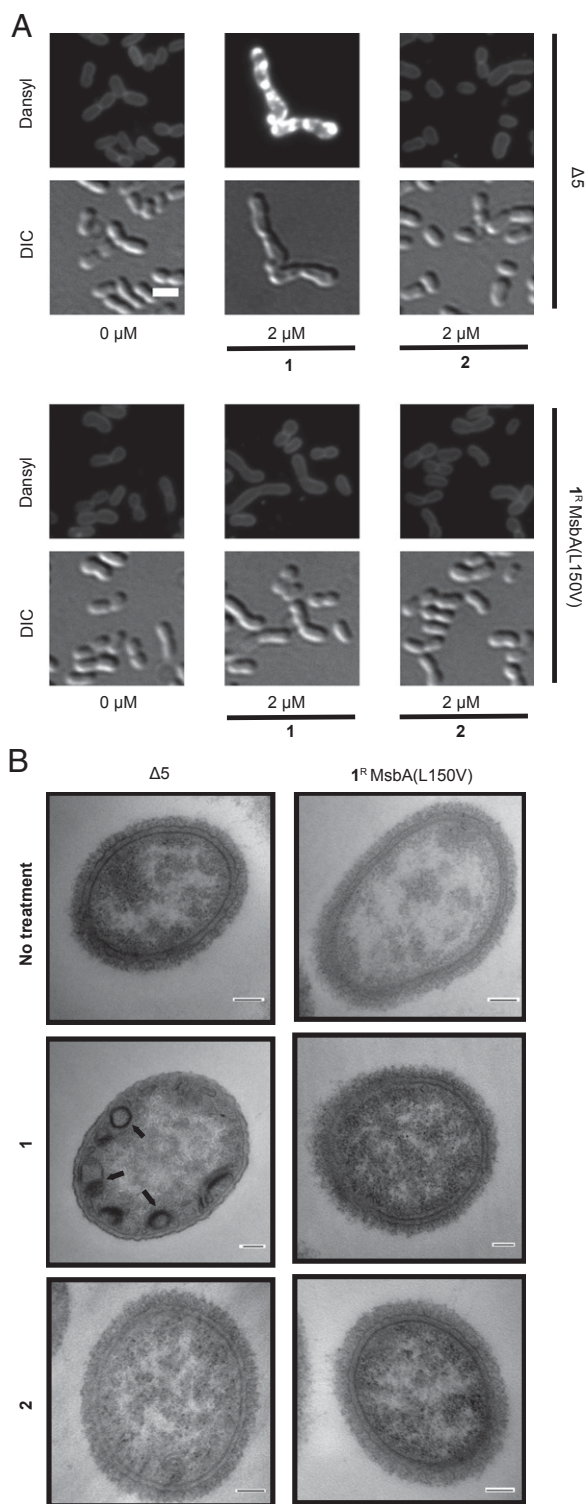 A
Dansyl
Δ5
DIC
0 μM
2 μM
2 μM
1
2
Dansyl
1ᴿ MsbA(L150V)
DIC
0 μM
2 μM
2 μM
1
2
B
Δ5
1ᴿ MsbA(L150V)
No treatment
1
2